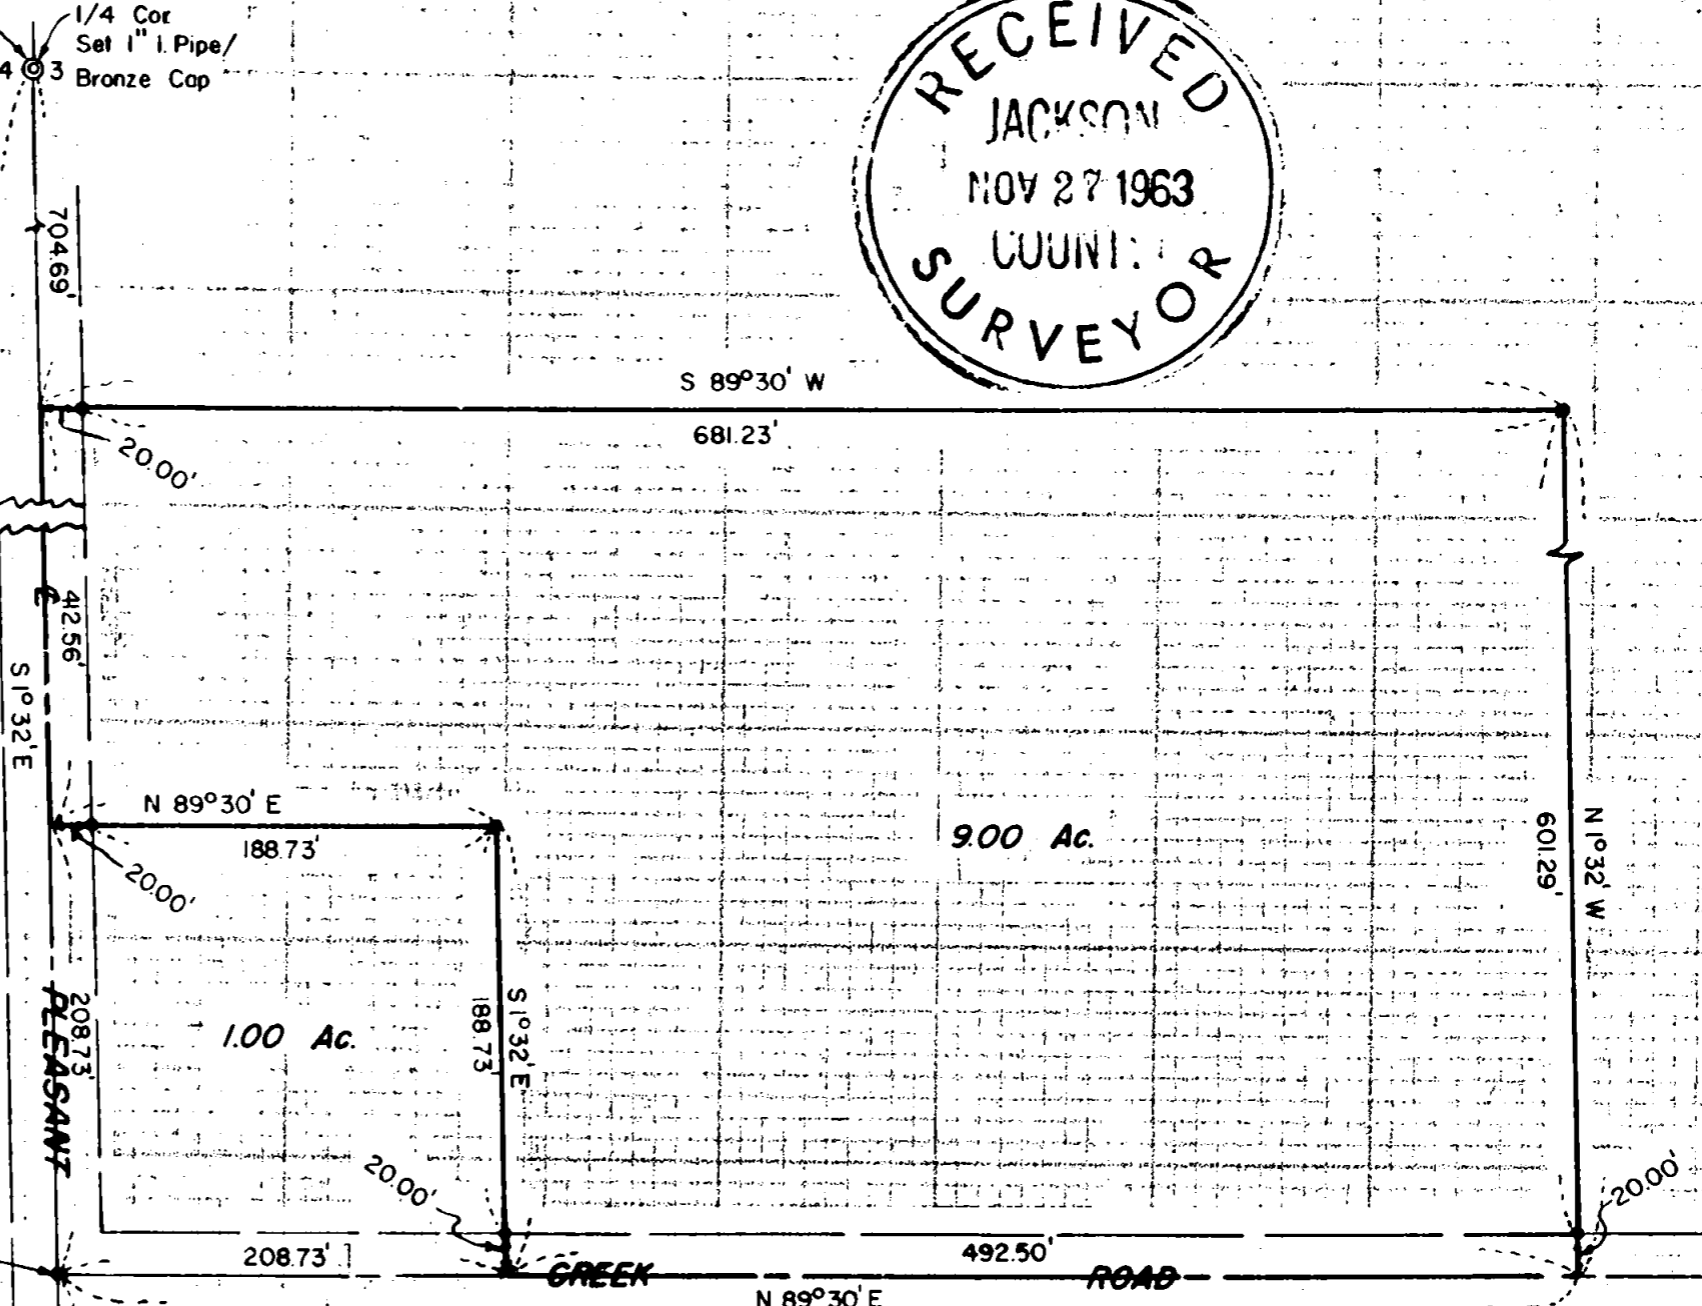 1/4 Cor
Set 1" I. Pipe/
Bronze Cap
4
3
RECEIVED
JACKSON
NOV 27 1963
SURVEYOR
704.69'
S 89°30' W
681.23'
20.00'
℄
412.56'
S 1°32' E
N 89°30' E
188.73'
20.00'
9.00 Ac.
601.29'
N 1°32' W
1.00 Ac.
208.73'
PLEASANT
188.73'
S 1°32' E
20.00'
20.00'
208.73'
492.50'
CREEK ROAD
N 89°30' E